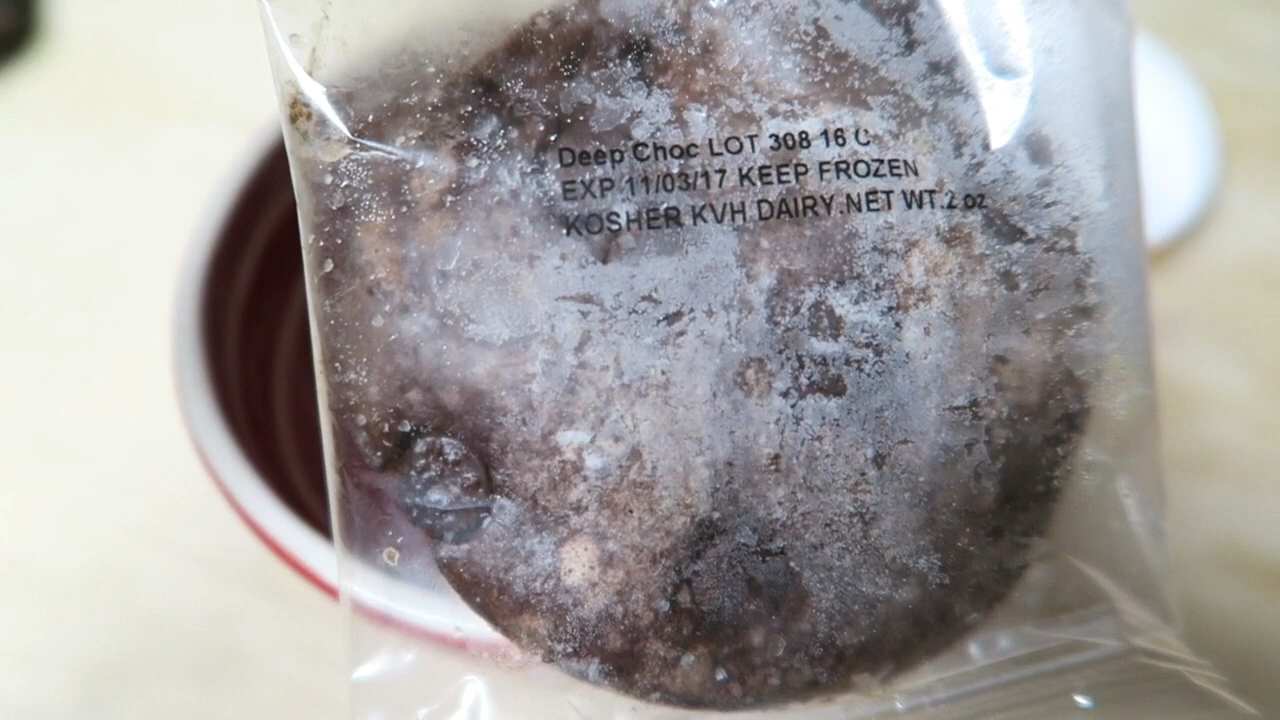 Deep Choc LOT 308 16 C
EXP 11/03/17 KEEP FROZEN
KOSHER KVH DAIRY.NET WT.2 oz